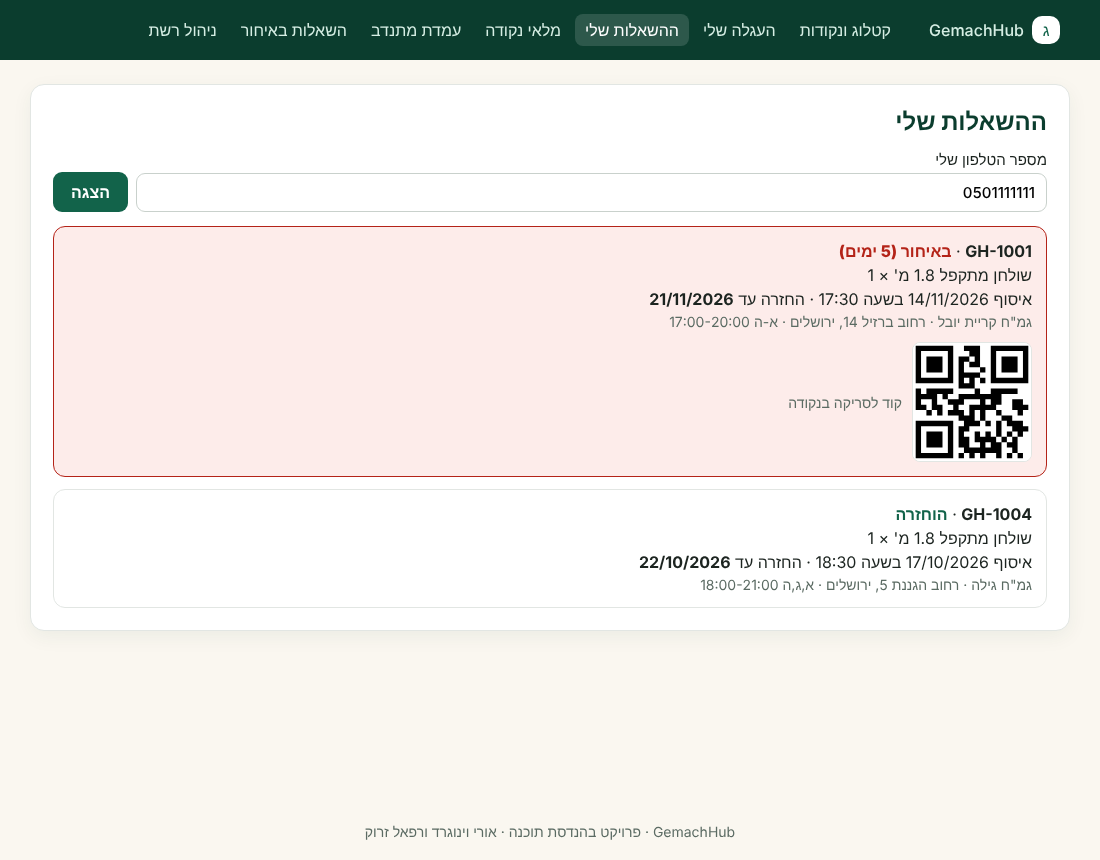 ג GemachHub קטלוג ונקודות העגלה שלי ההשאלות שלי מלאי נקודה עמדת מתנדב השאלות באיחור ניהול רשת
ההשאלות שלי
מספר הטלפון שלי
0501111111 הצגה
GH-1001 · באיחור (5 ימים)
שולחן מתקפל 1.8 מ' × 1
איסוף 14/11/2026 בשעה 17:30 · החזרה עד 21/11/2026
גמ"ח קריית יובל · רחוב ברזיל 14, ירושלים · א-ה 17:00-20:00
קוד לסריקה בנקודה
GH-1004 · הוחזרה
שולחן מתקפל 1.8 מ' × 1
איסוף 17/10/2026 בשעה 18:30 · החזרה עד 22/10/2026
גמ"ח גילה · רחוב הגננת 5, ירושלים · א,ג,ה 18:00-21:00
GemachHub · פרויקט בהנדסת תוכנה · אורי וינוגרד ורפאל זרוק